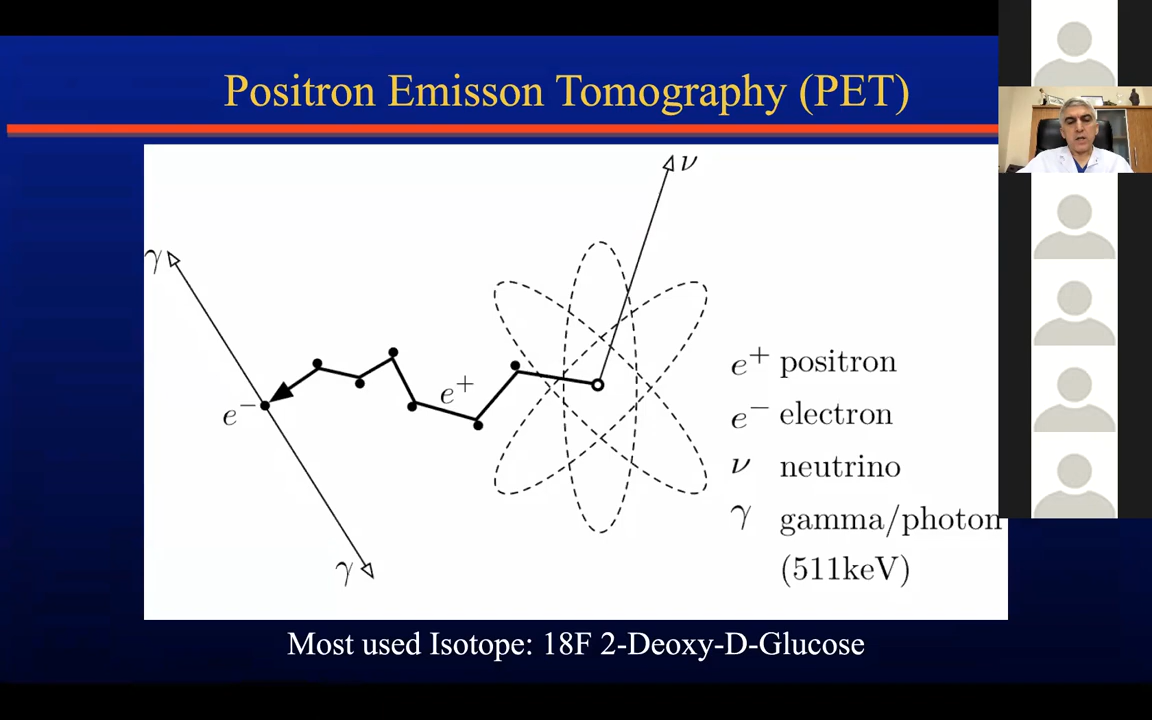 Positron Emisson Tomography (PET)
ν
γ
e⁺
e⁻
γ
e⁺ positron
e⁻ electron
ν neutrino
γ gamma/photon
(511keV)
Most used Isotope: 18F 2-Deoxy-D-Glucose